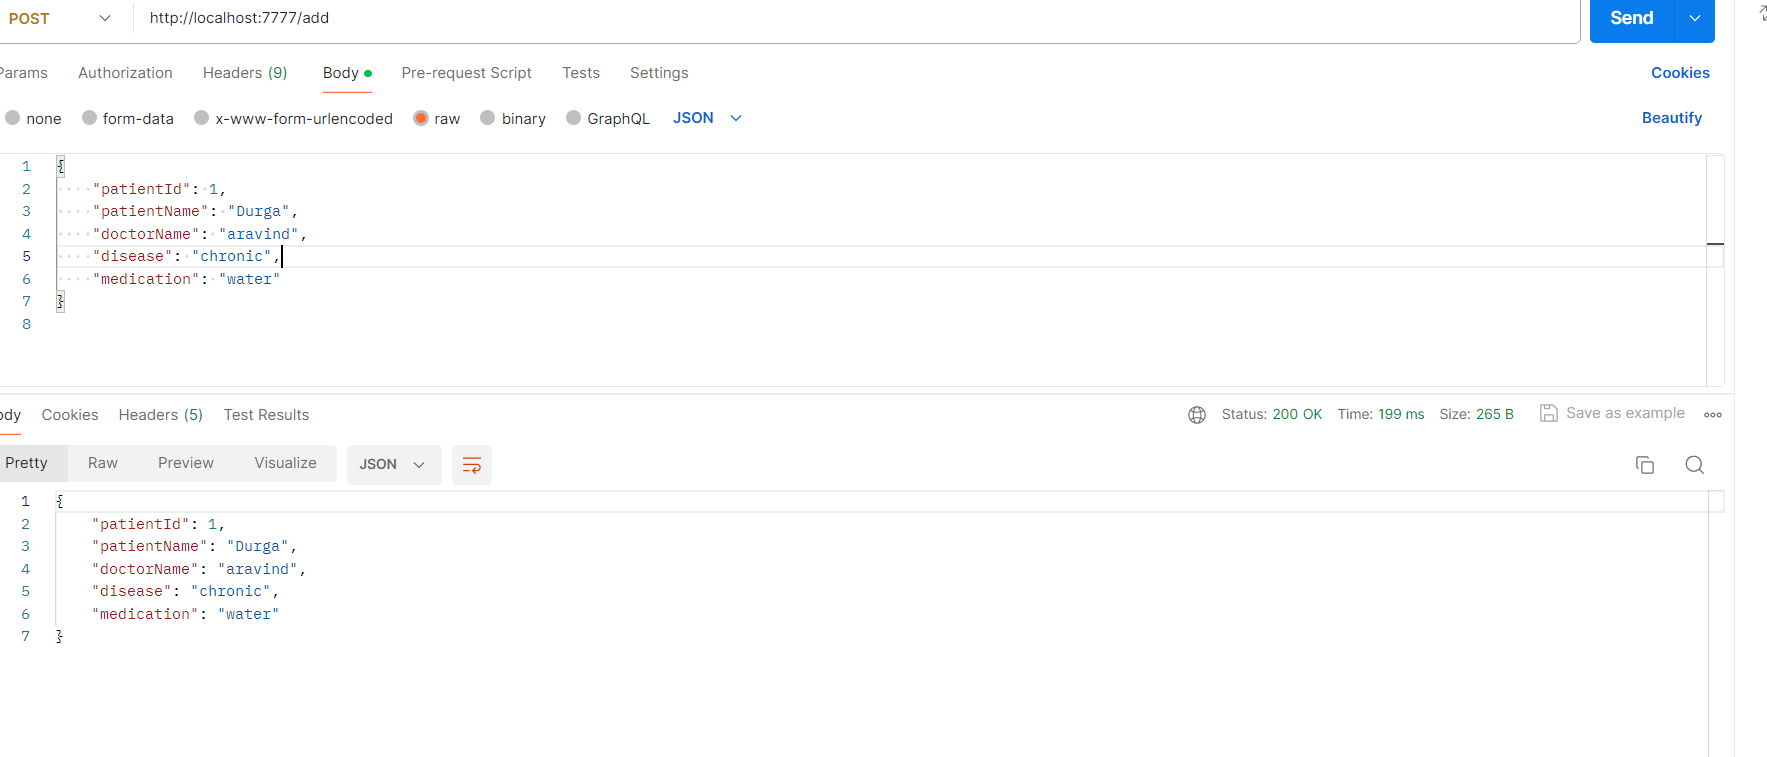 POST http://localhost:7777/add Send
Params Authorization Headers (9) Body Pre-request Script Tests Settings Cookies
none form-data x-www-form-urlencoded raw binary GraphQL JSON Beautify
1 {
2 "patientId": 1,
3 "patientName": "Durga",
4 "doctorName": "aravind",
5 "disease": "chronic",
6 "medication": "water"
7 }
8
ody Cookies Headers (5) Test Results Status: 200 OK Time: 199 ms Size: 265 B Save as example
Pretty Raw Preview Visualize JSON
1 {
2 "patientId": 1,
3 "patientName": "Durga",
4 "doctorName": "aravind",
5 "disease": "chronic",
6 "medication": "water"
7 }